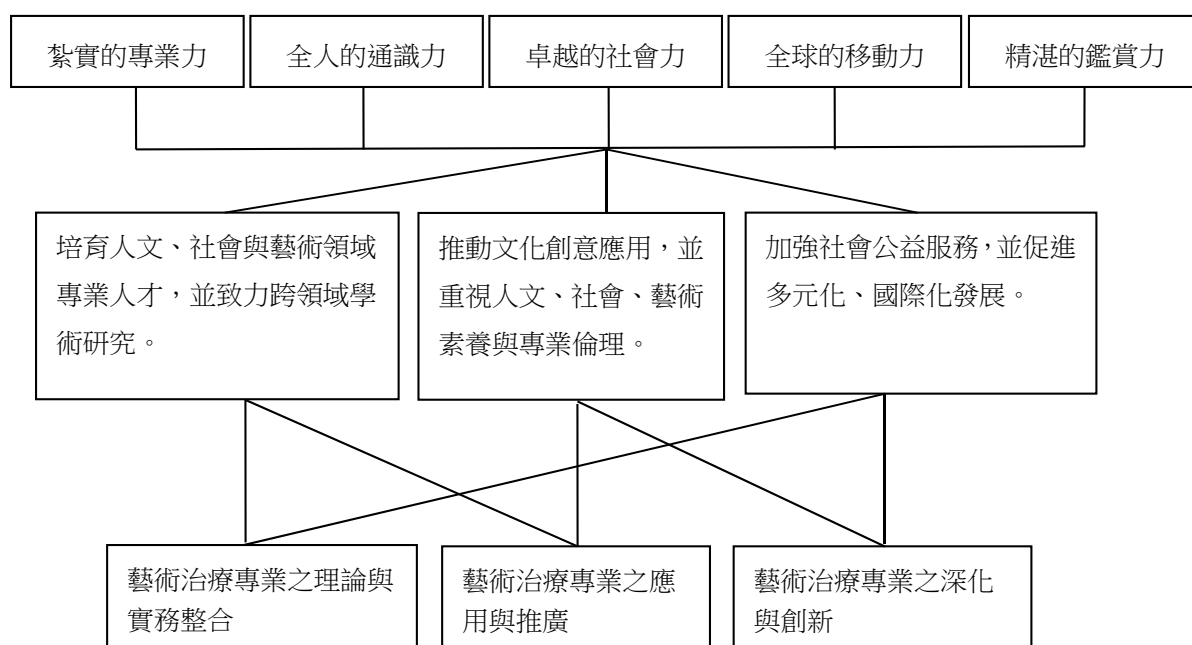 紮實的專業力
全人的通識力
卓越的社會力
全球的移動力
精湛的鑑賞力
培育人文、社會與藝術領域
專業人才，並致力跨領域學
術研究。
推動文化創意應用，並
重視人文、社會、藝術
素養與專業倫理。
加強社會公益服務，並促進
多元化、國際化發展。
藝術治療專業之理論與
實務整合
藝術治療專業之應
用與推廣
藝術治療專業之深化
與創新